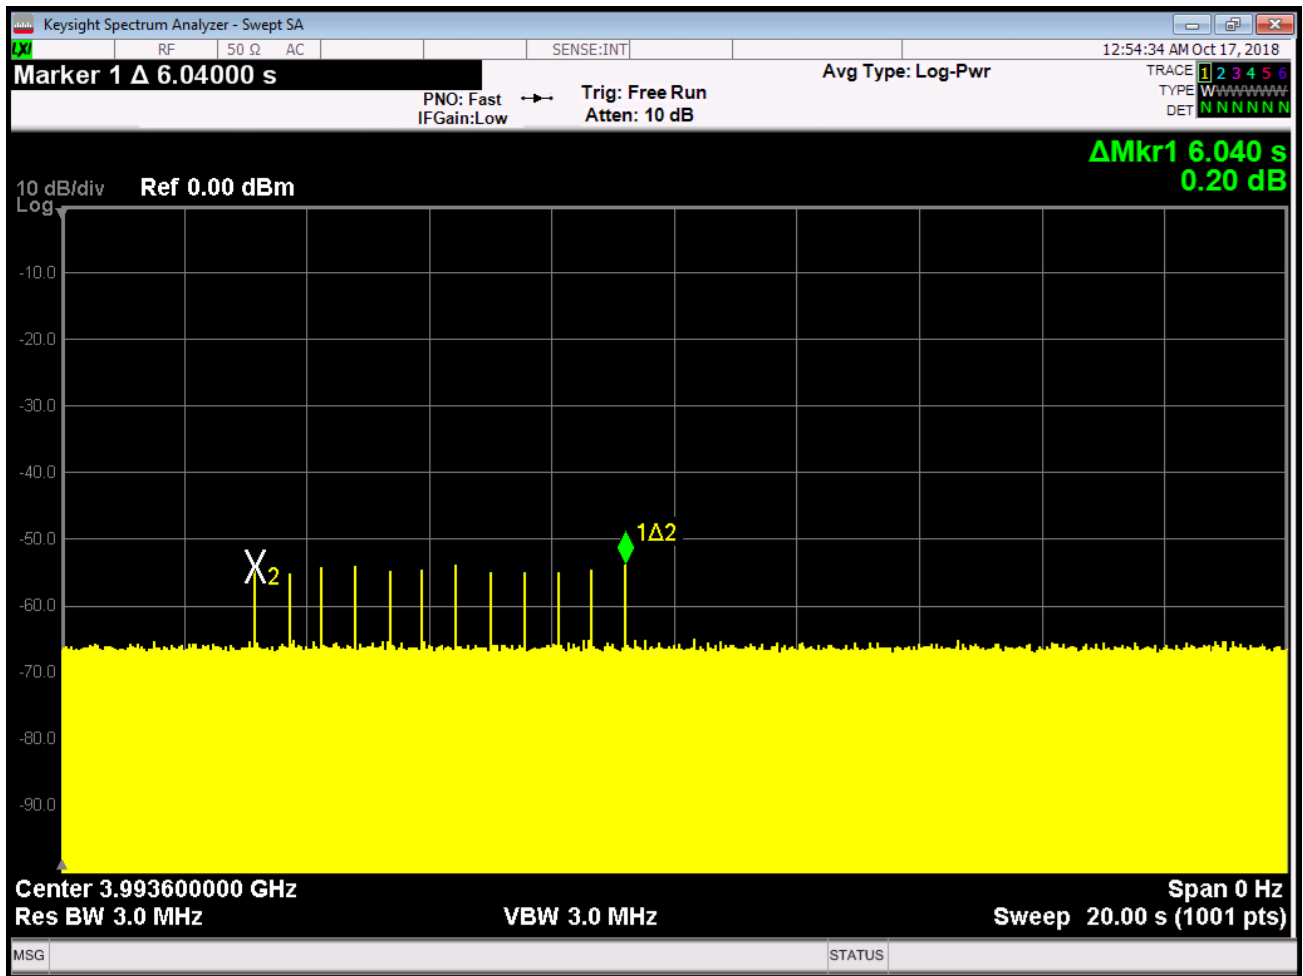 Keysight Spectrum Analyzer - Swept SA
LXI RF 50 Ω AC SENSE:INT 12:54:34 AM Oct 17, 2018
Marker 1 Δ 6.04000 s
PNO: Fast
IFGain:Low
Trig: Free Run
Atten: 10 dB
Avg Type: Log-Pwr
TRACE 1 2 3 4 5 6
TYPE WWWWWW
DET N N N N N N
ΔMkr1 6.040 s
0.20 dB
10 dB/div Ref 0.00 dBm
Log
-10.0
-20.0
-30.0
-40.0
-50.0
-60.0
-70.0
-80.0
-90.0
1Δ2
X2
Center 3.993600000 GHz Span 0 Hz
Res BW 3.0 MHz VBW 3.0 MHz Sweep 20.00 s (1001 pts)
MSG STATUS